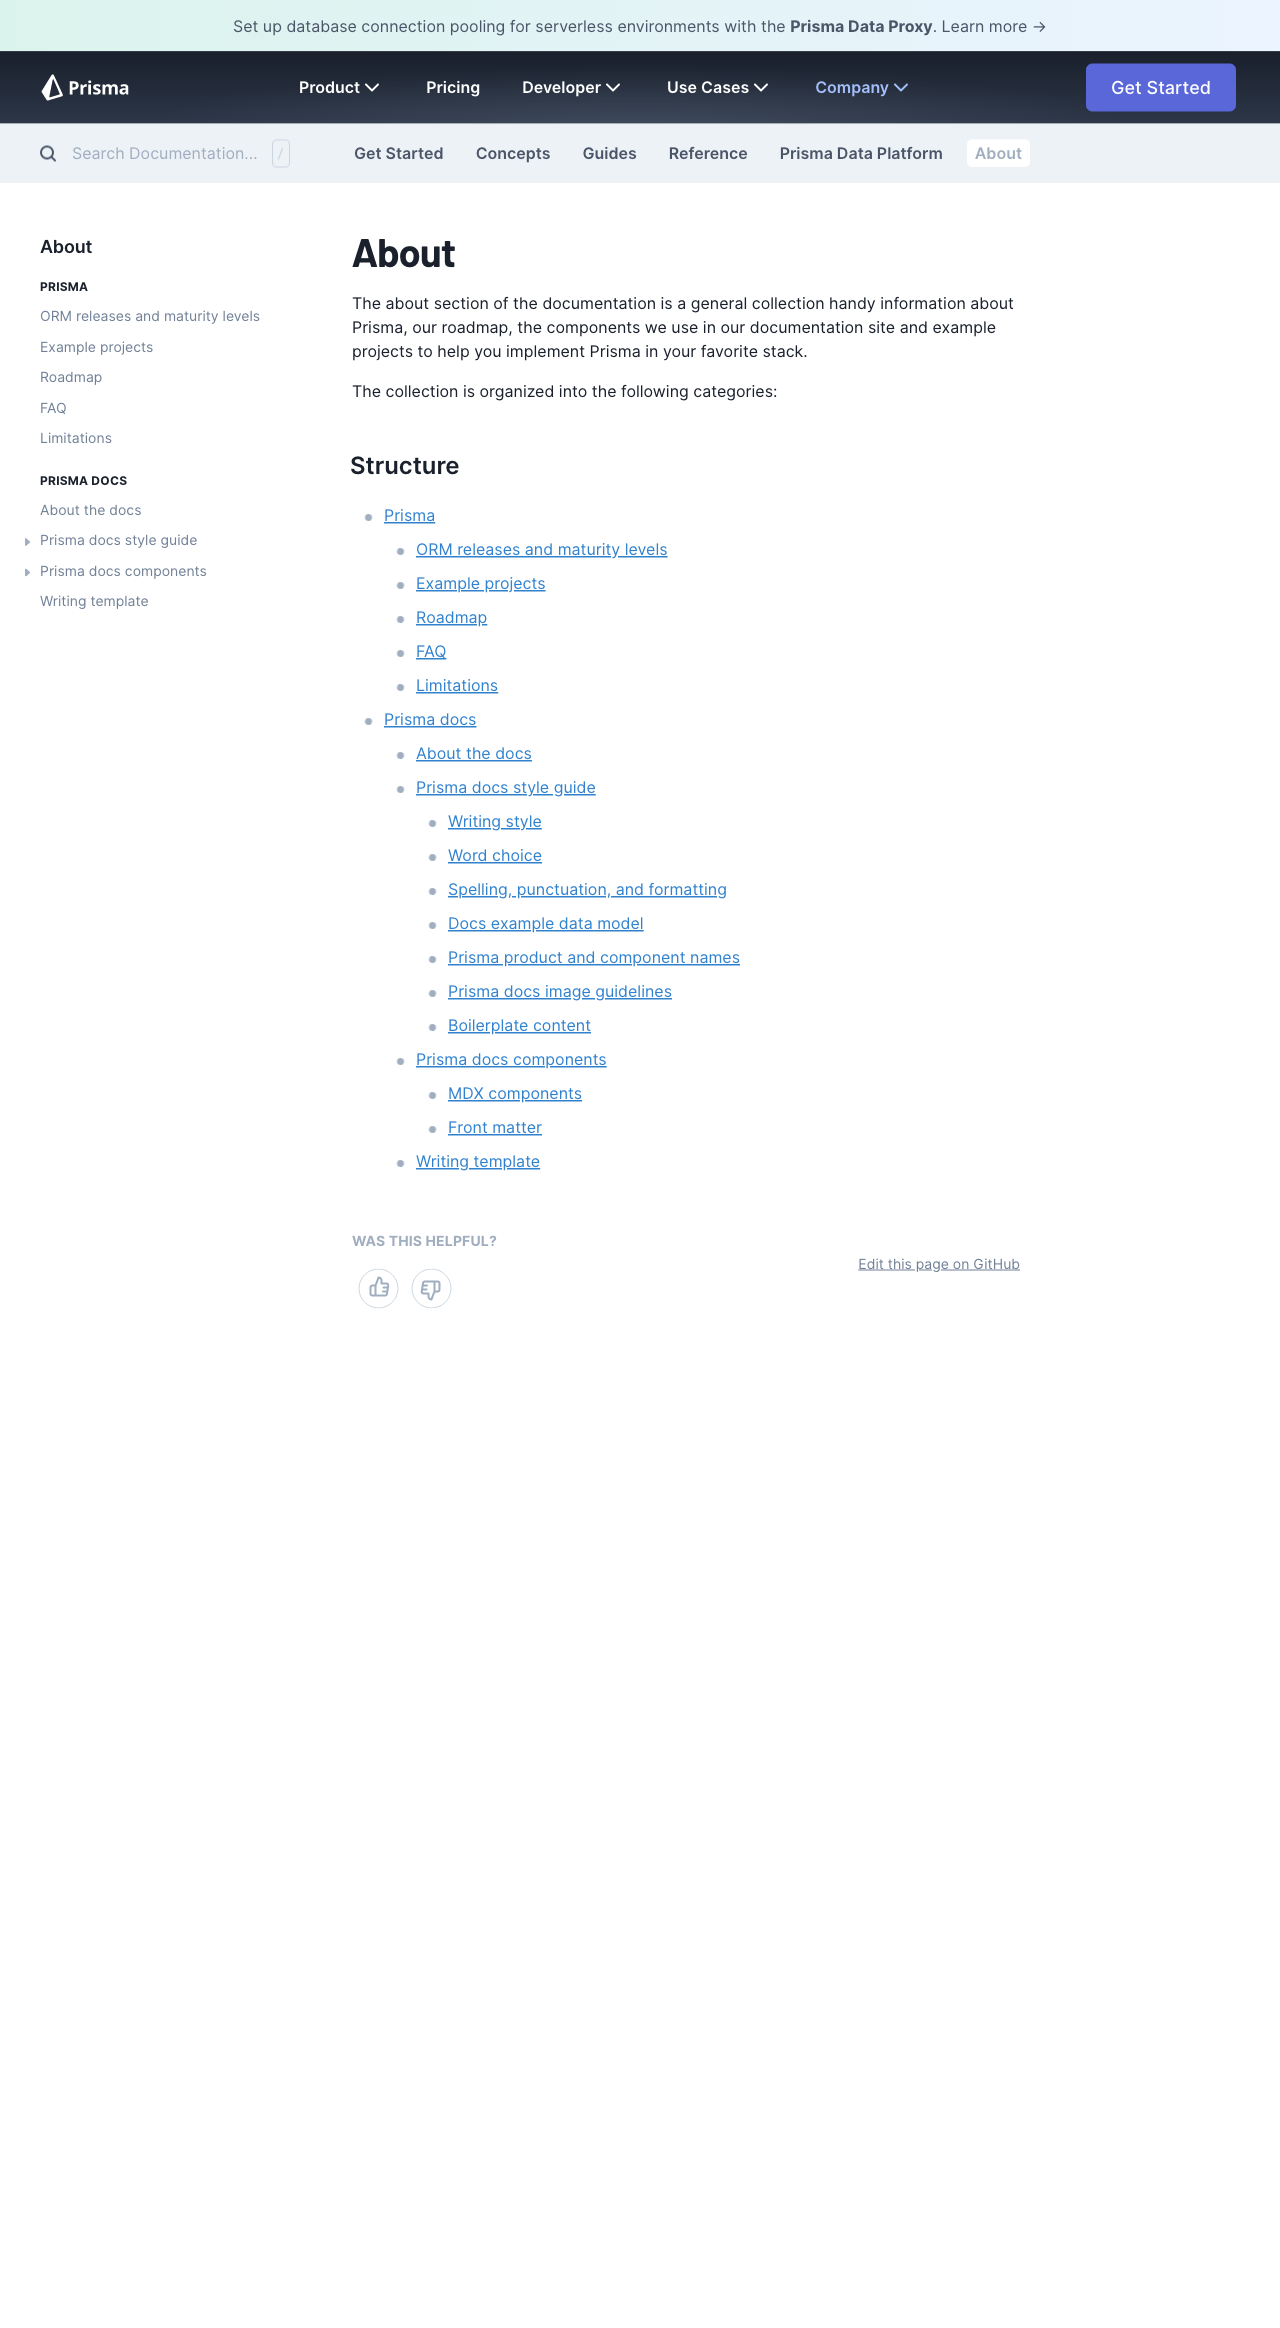 Set up database connection pooling for serverless environments with the Prisma Data Proxy. Learn more →
Prisma
Product
Pricing
Developer
Use Cases
Company
Get Started
Search Documentation...
/
Get Started
Concepts
Guides
Reference
Prisma Data Platform
About
About
PRISMA
ORM releases and maturity levels
Example projects
Roadmap
FAQ
Limitations
PRISMA DOCS
About the docs
Prisma docs style guide
Prisma docs components
Writing template
About
The about section of the documentation is a general collection handy information about
Prisma, our roadmap, the components we use in our documentation site and example
projects to help you implement Prisma in your favorite stack.
The collection is organized into the following categories:
Structure
Prisma
ORM releases and maturity levels
Example projects
Roadmap
FAQ
Limitations
Prisma docs
About the docs
Prisma docs style guide
Writing style
Word choice
Spelling, punctuation, and formatting
Docs example data model
Prisma product and component names
Prisma docs image guidelines
Boilerplate content
Prisma docs components
MDX components
Front matter
Writing template
WAS THIS HELPFUL?
Edit this page on GitHub